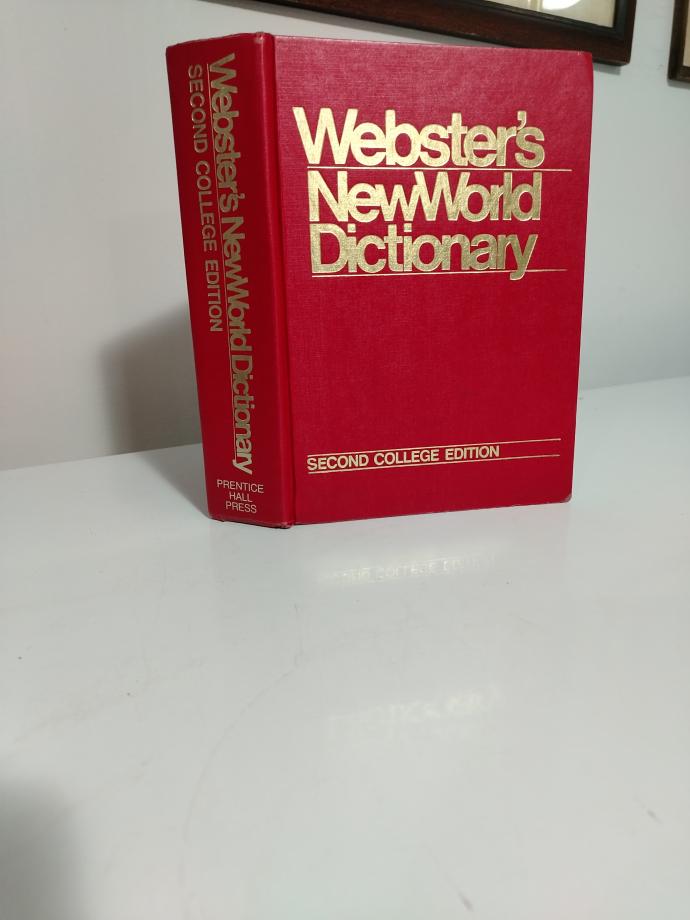 Webster's NewWorld Dictionary
SECOND COLLEGE EDITION
PRENTICE
HALL
PRESS
Webster's
NewWorld
Dictionary
SECOND COLLEGE EDITION